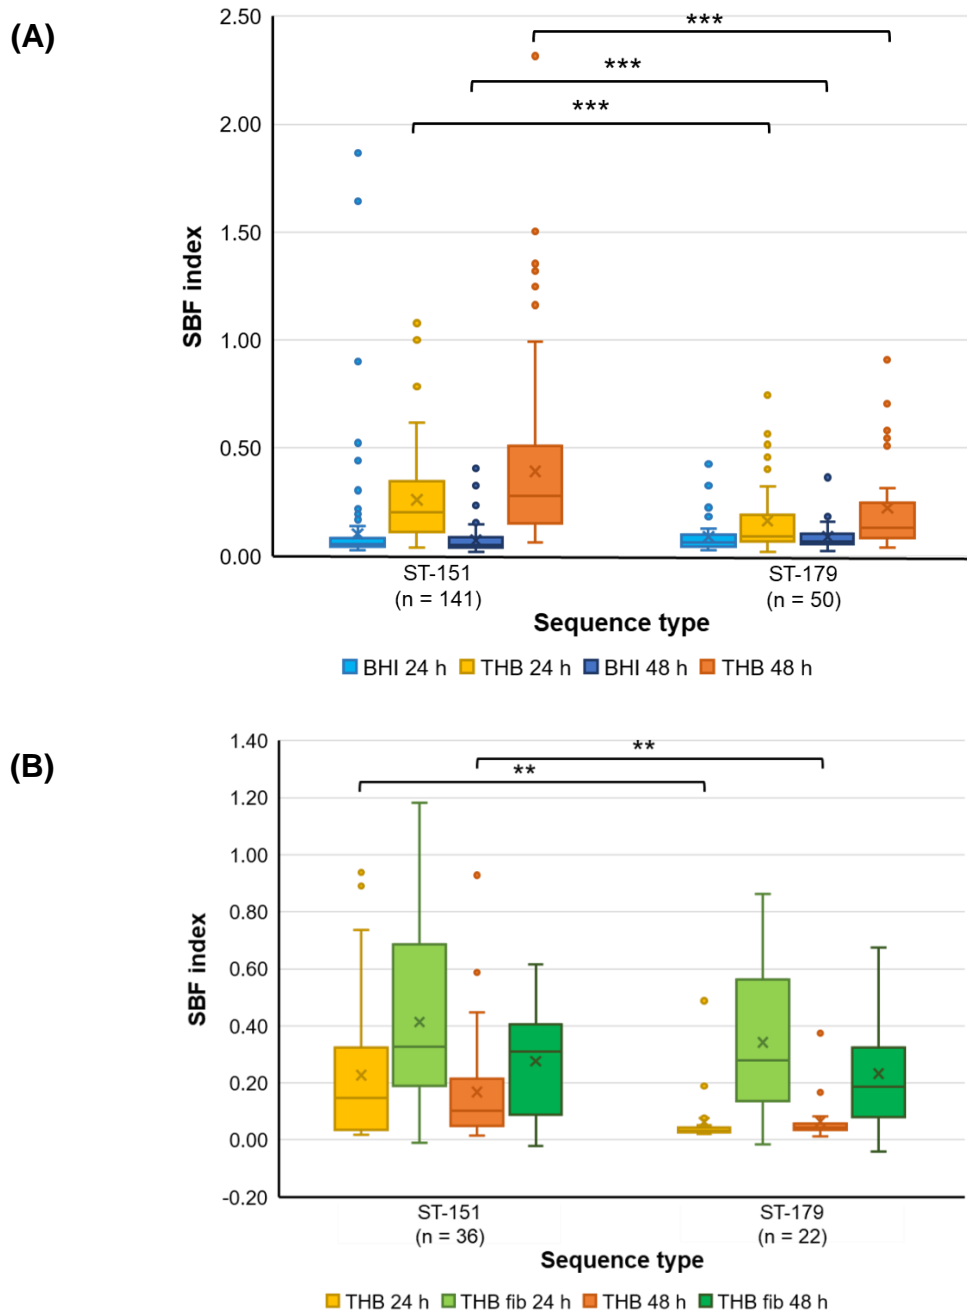 (A)
2.50
2.00
1.50
1.00
0.50
0.00
SBF index
***
***
***
ST-151
(n = 141)
ST-179
(n = 50)
Sequence type
BHI 24 h THB 24 h BHI 48 h THB 48 h
(B)
1.40
1.20
1.00
0.80
0.60
0.40
0.20
0.00
-0.20
SBF index
**
**
ST-151
(n = 36)
ST-179
(n = 22)
Sequence type
THB 24 h THB fib 24 h THB 48 h THB fib 48 h